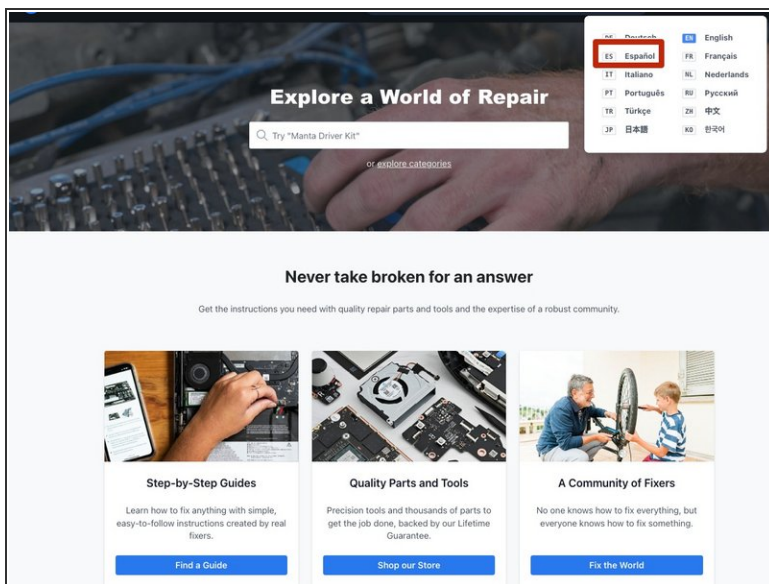 DE Deutsch EN English
ES Español FR Français
IT Italiano NL Nederlands
PT Português RU Русский
TR Türkçe ZH 中文
JP 日本語 KO 한국어
Explore a World of Repair
Try "Manta Driver Kit"
or explore categories
Never take broken for an answer
Get the instructions you need with quality repair parts and tools and the expertise of a robust community.
Step-by-Step Guides
Learn how to fix anything with simple,
easy-to-follow instructions created by real
fixers.
Find a Guide
Quality Parts and Tools
Precision tools and thousands of parts to
get the job done, backed by our Lifetime
Guarantee.
Shop our Store
A Community of Fixers
No one knows how to fix everything, but
everyone knows how to fix something.
Fix the World